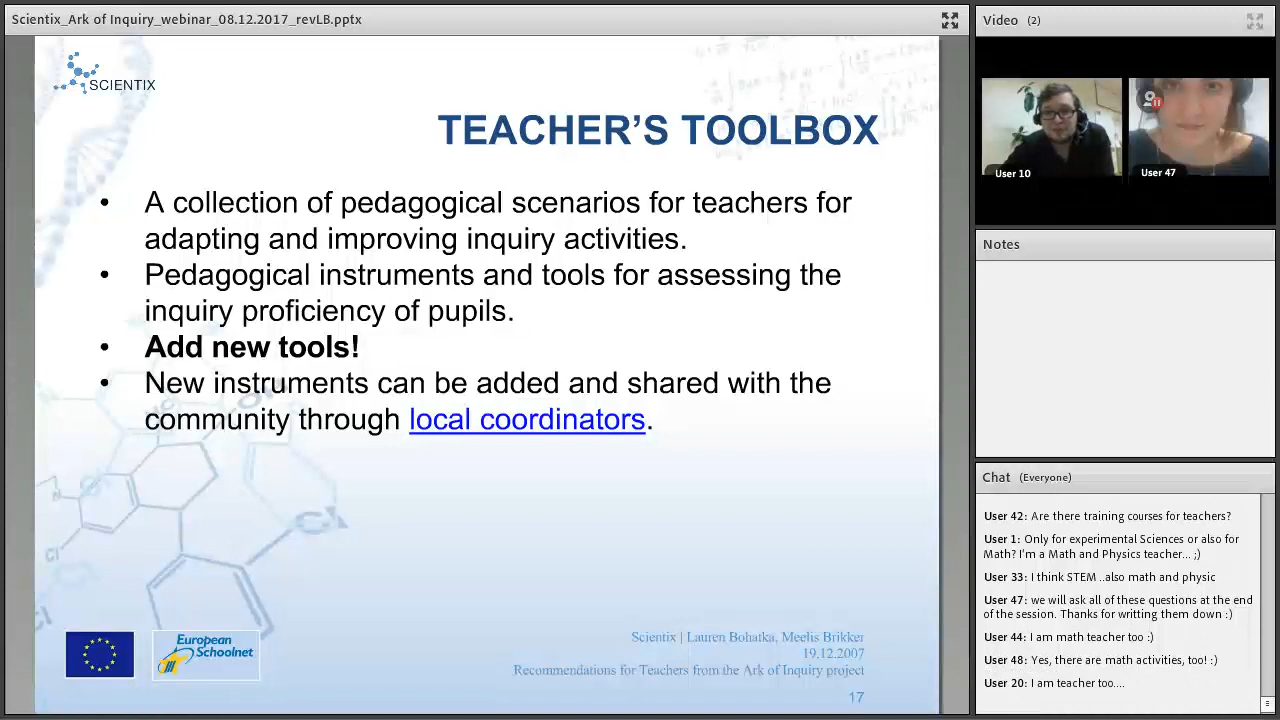 Scientix_Ark of Inquiry_webinar_08.12.2017_revLB.pptx
SCIENTIX
TEACHER'S TOOLBOX
• A collection of pedagogical scenarios for teachers for
adapting and improving inquiry activities.
• Pedagogical instruments and tools for assessing the
inquiry proficiency of pupils.
• Add new tools!
• New instruments can be added and shared with the
community through local coordinators.
European
Schoolnet
Scientix | Lauren Bohatka, Meelis Brikker
19.12.2007
Recommendations for Teachers from the Ark of Inquiry project
17
Video (2)
User 10
User 47
Notes
Chat (Everyone)
User 42: Are there training courses for teachers?
User 1: Only for experimental Sciences or also for
Math? I'm a Math and Physics teacher... ;)
User 33: I think STEM ..also math and physic
User 47: we will ask all of these questions at the end
of the session. Thanks for writting them down :)
User 44: I am math teacher too :)
User 48: Yes, there are math activities, too! :)
User 20: I am teacher too....